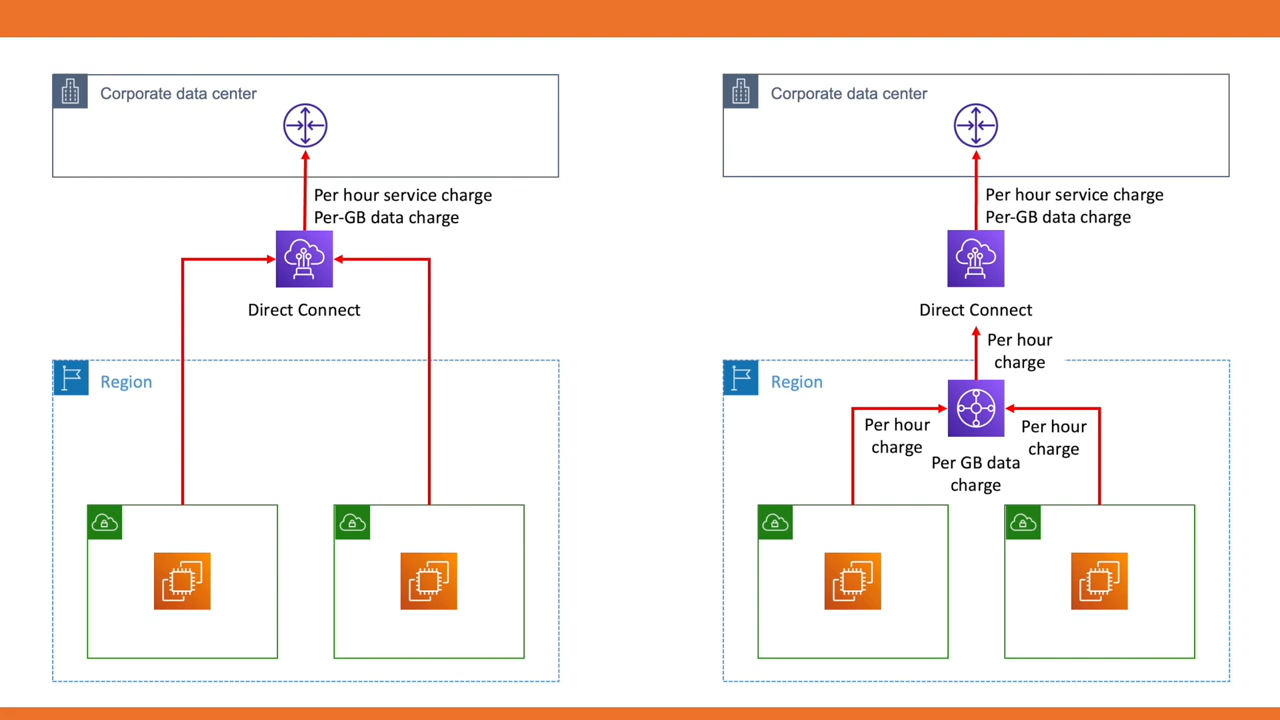 Corporate data center
Per hour service charge
Per-GB data charge
Direct Connect
Region
Corporate data center
Per hour service charge
Per-GB data charge
Direct Connect
Per hour
charge
Region
Per hour
charge
Per hour
charge
Per GB data
charge